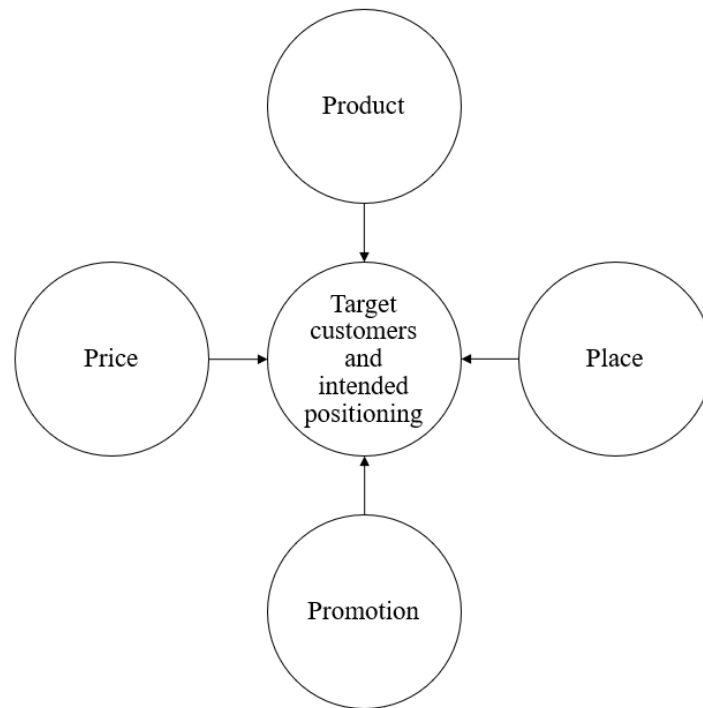 Product
Price
Target
customers
and
intended
positioning
Place
Promotion